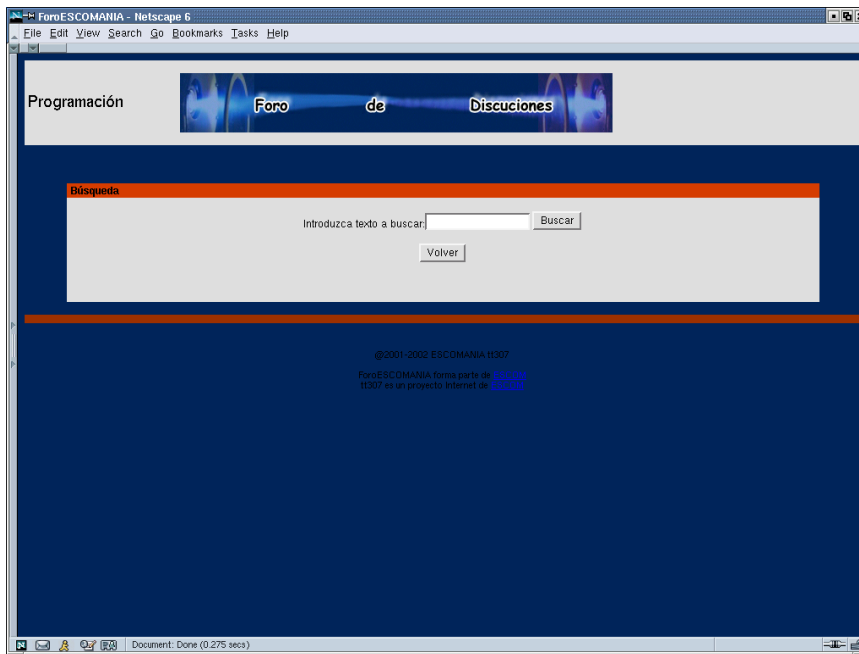 ForoESCOMANIA - Netscape 6
File Edit View Search Go Bookmarks Tasks Help
Programación
Foro de Discuciones
Búsqueda
Introduzca texto a buscar:
Buscar
Volver
@2001-2002 ESCOMANIA tt307
ForoESCOMANIA forma parte de
tt307 es un proyecto Internet de
Document: Done (0.275 secs)